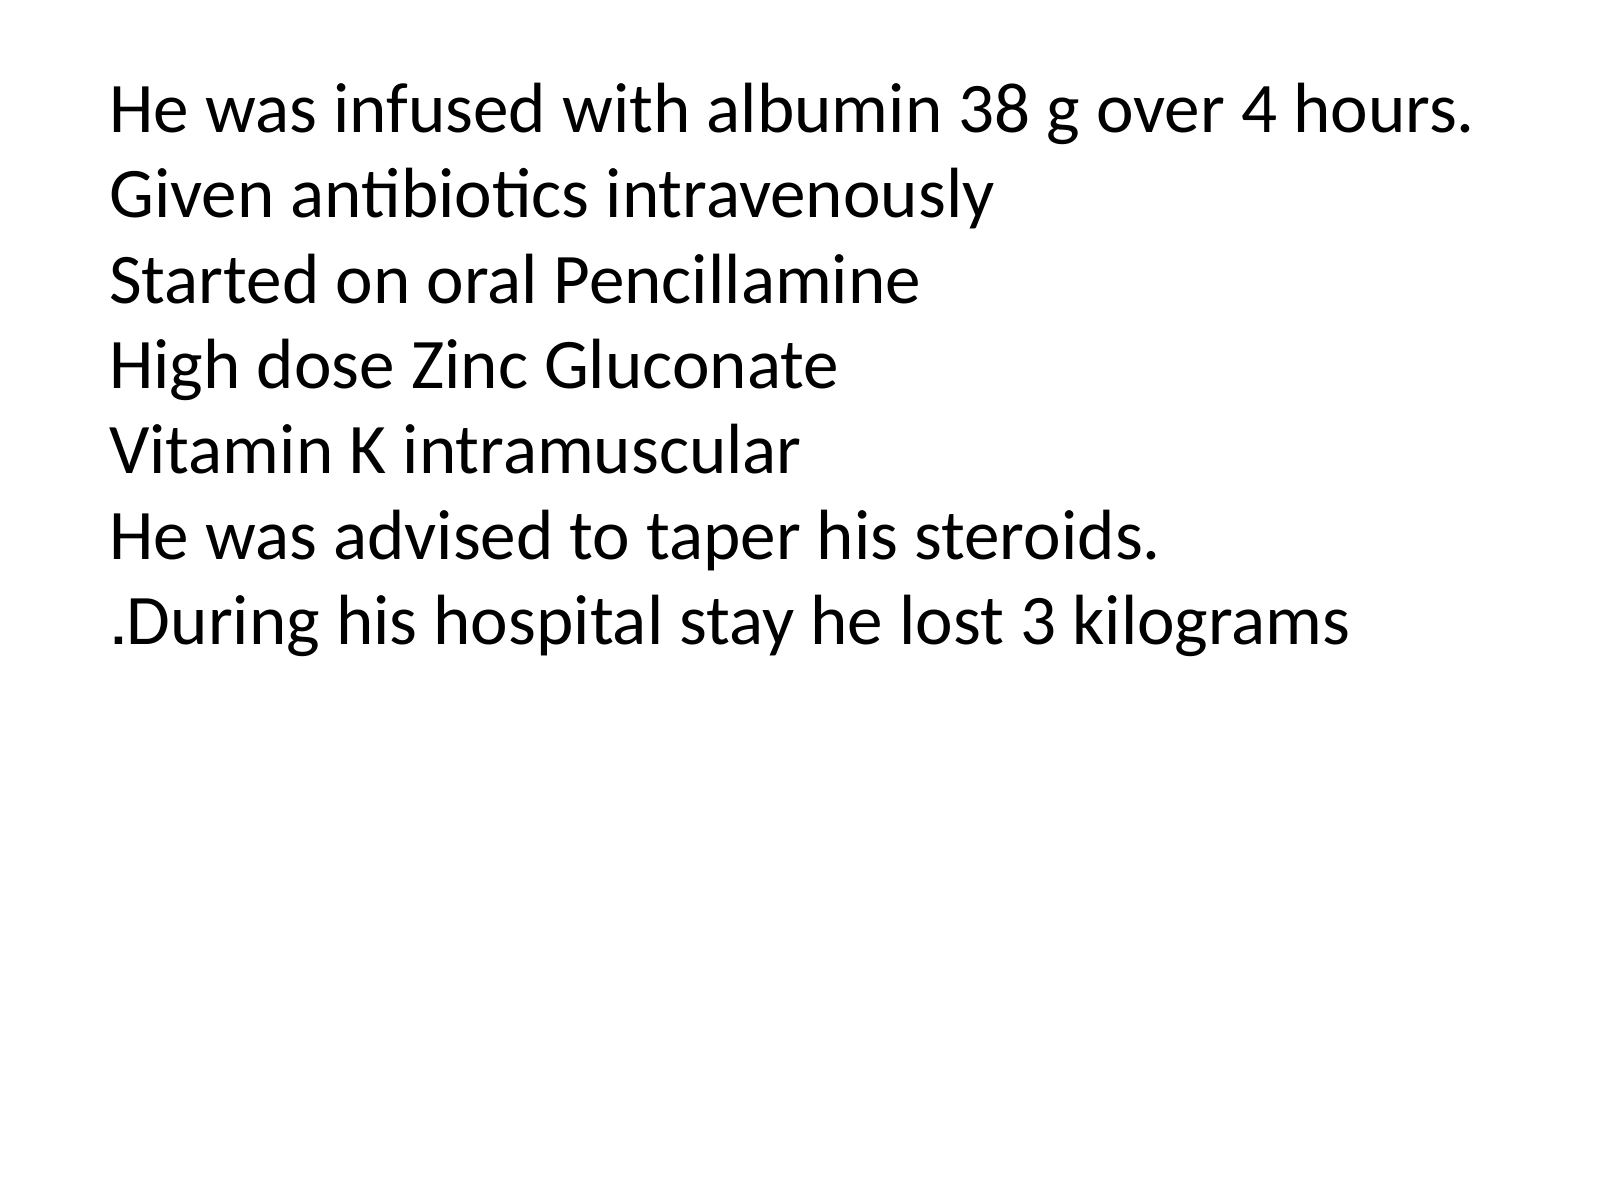 He was infused with albumin 38 g over 4 hours.
Given antibiotics intravenously
Started on oral Pencillamine
High dose Zinc Gluconate
Vitamin K intramuscular
He was advised to taper his steroids.
.During his hospital stay he lost 3 kilograms